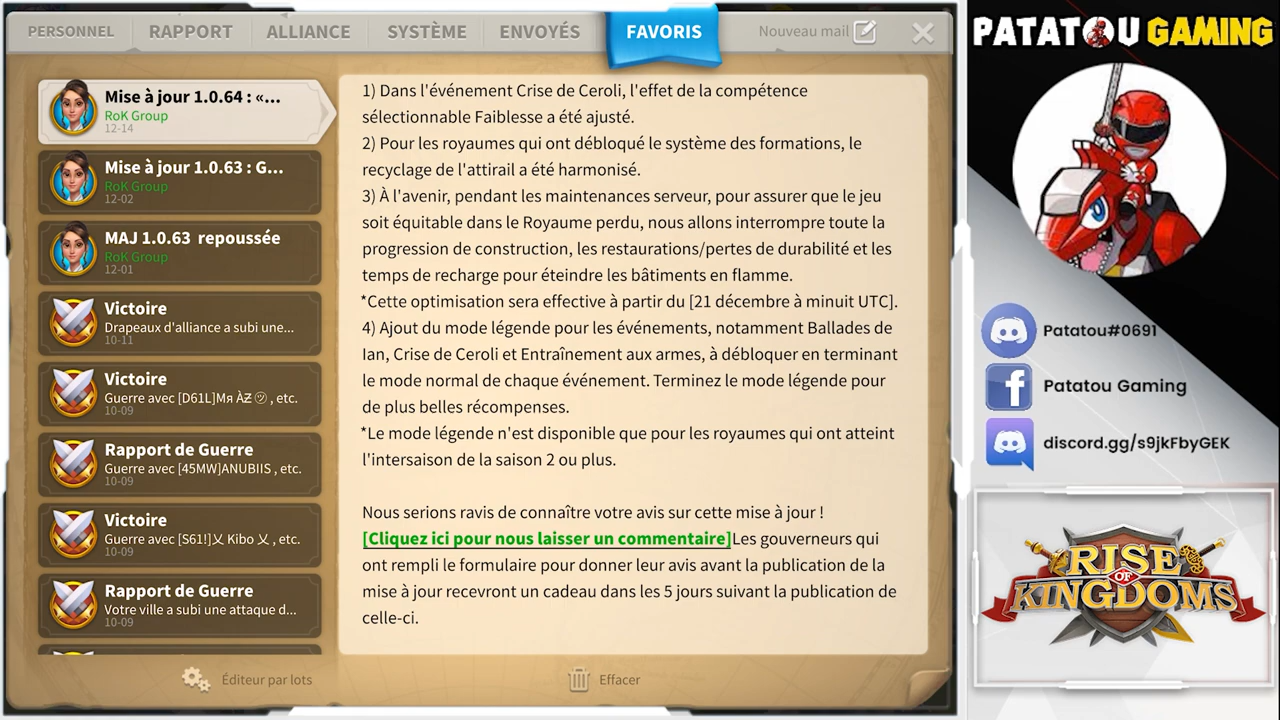 PERSONNEL
RAPPORT
ALLIANCE
SYSTÈME
ENVOYÉS
FAVORIS
Nouveau mail
Mise à jour 1.0.64 : «...
RoK Group
12-14
Mise à jour 1.0.63 : G...
RoK Group
12-02
MAJ 1.0.63 repoussée
RoK Group
12-01
Victoire
Drapeaux d'alliance a subi une...
10-11
Victoire
Guerre avec [D61L]Mя ÀƵ㋡, etc.
10-09
Rapport de Guerre
Guerre avec [45MW]ANUBIIS , etc.
10-09
Victoire
Guerre avec [S61!]乂 Kibo 乂 , etc.
10-09
Rapport de Guerre
Votre ville a subi une attaque d...
10-09
1) Dans l'événement Crise de Ceroli, l'effet de la compétence
sélectionnable Faiblesse a été ajusté.
2) Pour les royaumes qui ont débloqué le système des formations, le
recyclage de l'attirail a été harmonisé.
3) À l'avenir, pendant les maintenances serveur, pour assurer que le jeu
soit équitable dans le Royaume perdu, nous allons interrompre toute la
progression de construction, les restaurations/pertes de durabilité et les
temps de recharge pour éteindre les bâtiments en flamme.
*Cette optimisation sera effective à partir du [21 décembre à minuit UTC].
4) Ajout du mode légende pour les événements, notamment Ballades de
Ian, Crise de Ceroli et Entraînement aux armes, à débloquer en terminant
le mode normal de chaque événement. Terminez le mode légende pour
de plus belles récompenses.
*Le mode légende n'est disponible que pour les royaumes qui ont atteint
l'intersaison de la saison 2 ou plus.
Nous serions ravis de connaître votre avis sur cette mise à jour !
[Cliquez ici pour nous laisser un commentaire]Les gouverneurs qui
ont rempli le formulaire pour donner leur avis avant la publication de la
mise à jour recevront un cadeau dans les 5 jours suivant la publication de
celle-ci.
Éditeur par lots
Effacer
PATATOU GAMING
Patatou#0691
Patatou Gaming
discord.gg/s9jkFbyGEK
RISE
OF
KINGDOMS